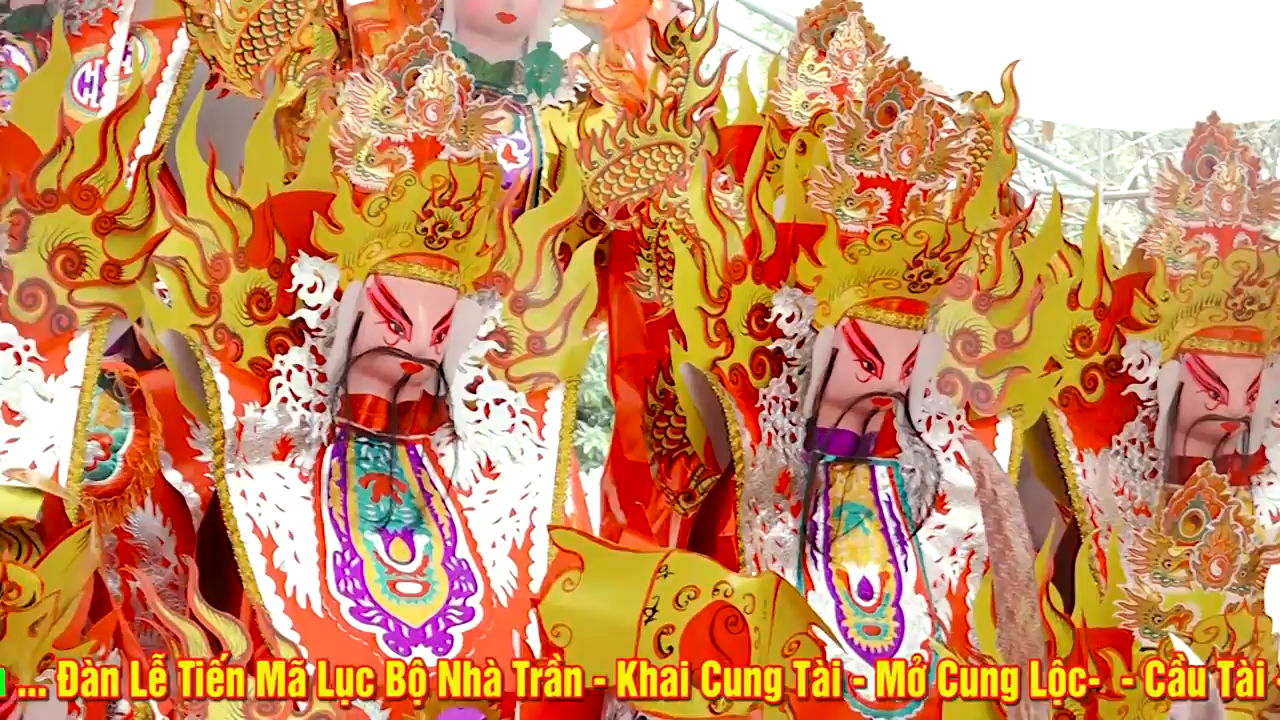 ... Đàn Lễ Tiến Mã Lục Bộ Nhà Trần - Khai Cung Tài - Mở Cung Lộc- - Cầu Tài -